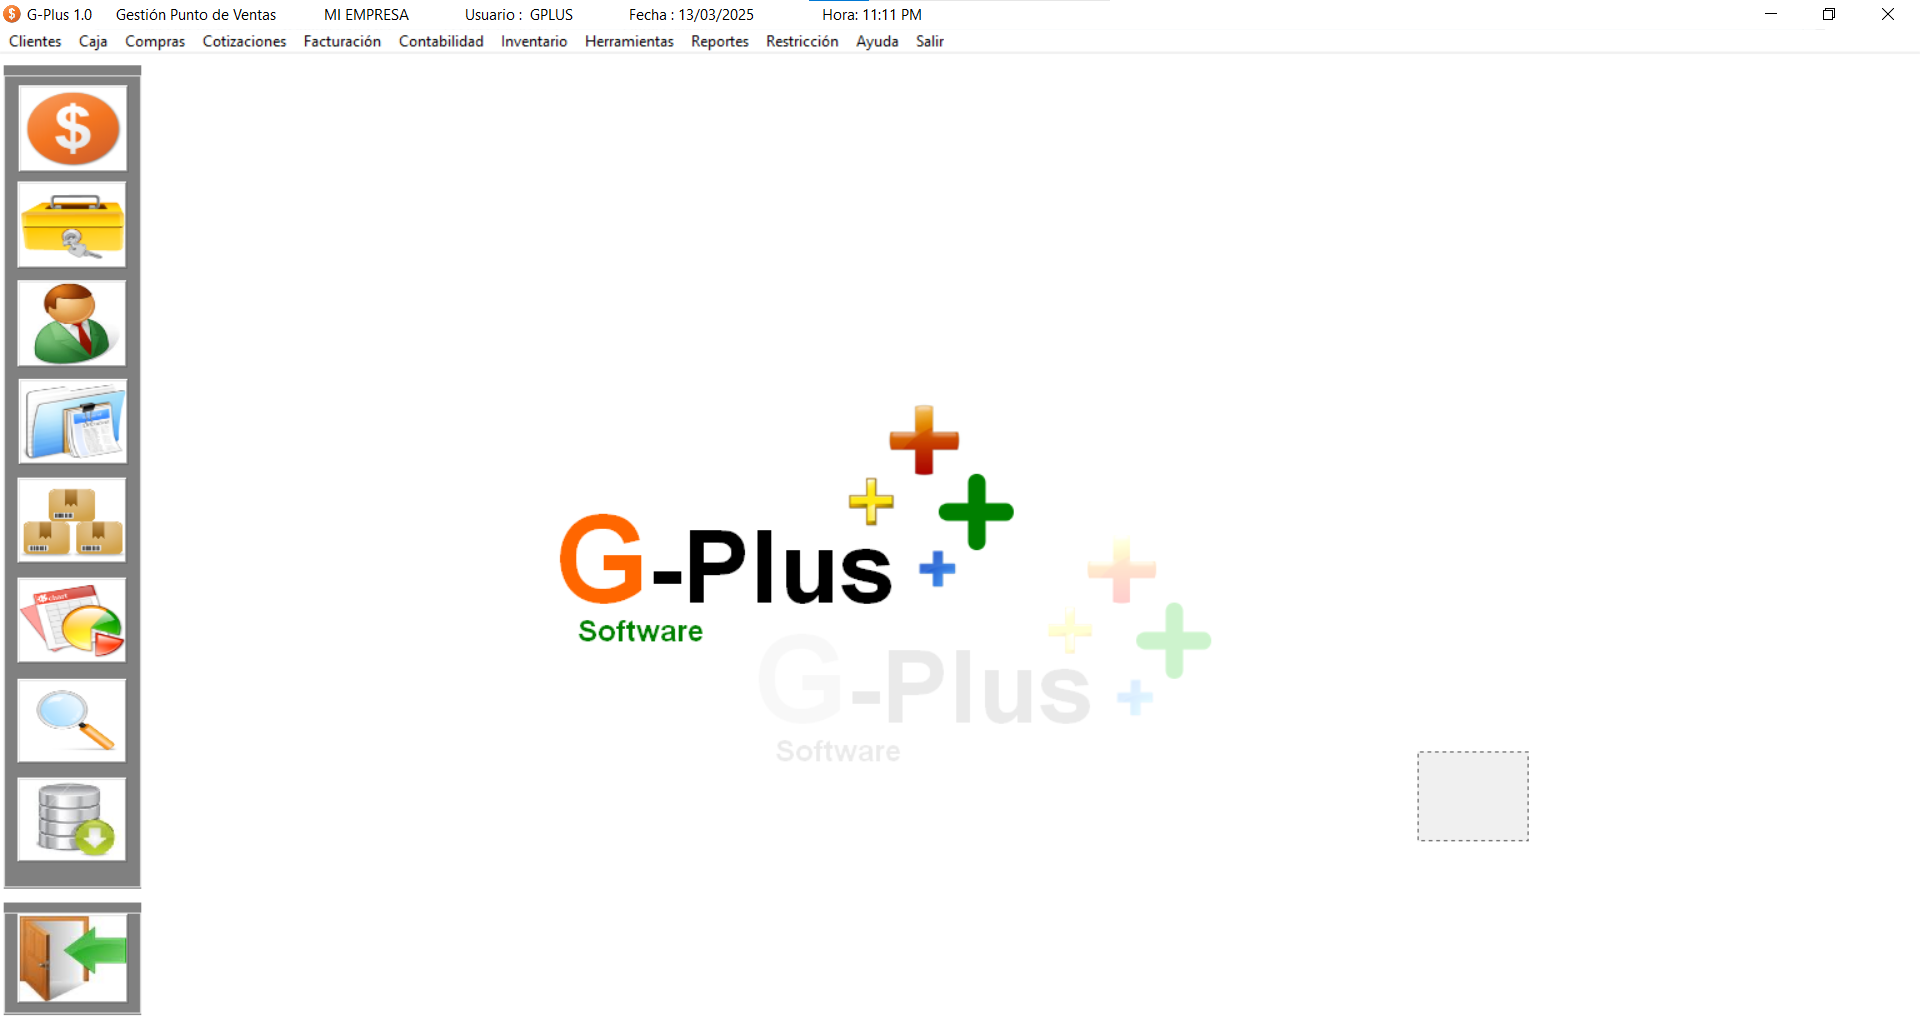 G-Plus 1.0 Gestión Punto de Ventas MI EMPRESA Usuario : GPLUS Fecha : 13/03/2025 Hora: 11:11 PM
Clientes Caja Compras Cotizaciones Facturación Contabilidad Inventario Herramientas Reportes Restricción Ayuda Salir
$
chart
G-Plus
Software
G-Plus
Software